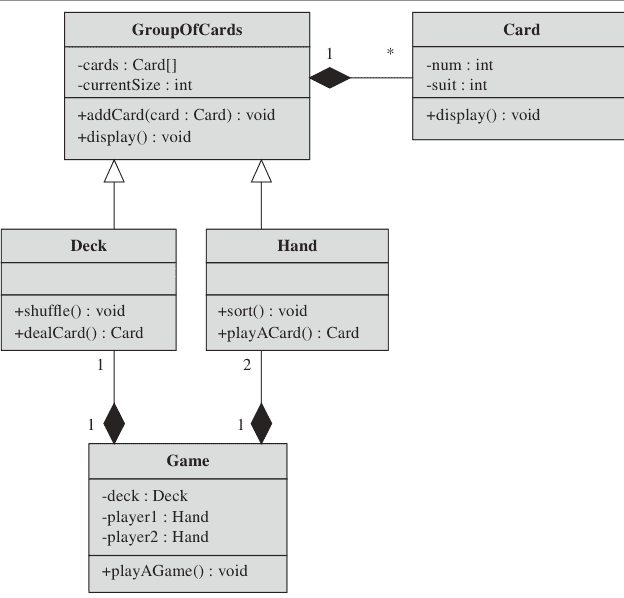 GroupOfCards
-cards : Card[]
-currentSize : int
+addCard(card : Card) : void
+display() : void
1
*
Card
-num : int
-suit : int
+display() : void
Deck
+shuffle() : void
+dealCard() : Card
Hand
+sort() : void
+playACard() : Card
1
2
1
1
Game
-deck : Deck
-player1 : Hand
-player2 : Hand
+playAGame() : void